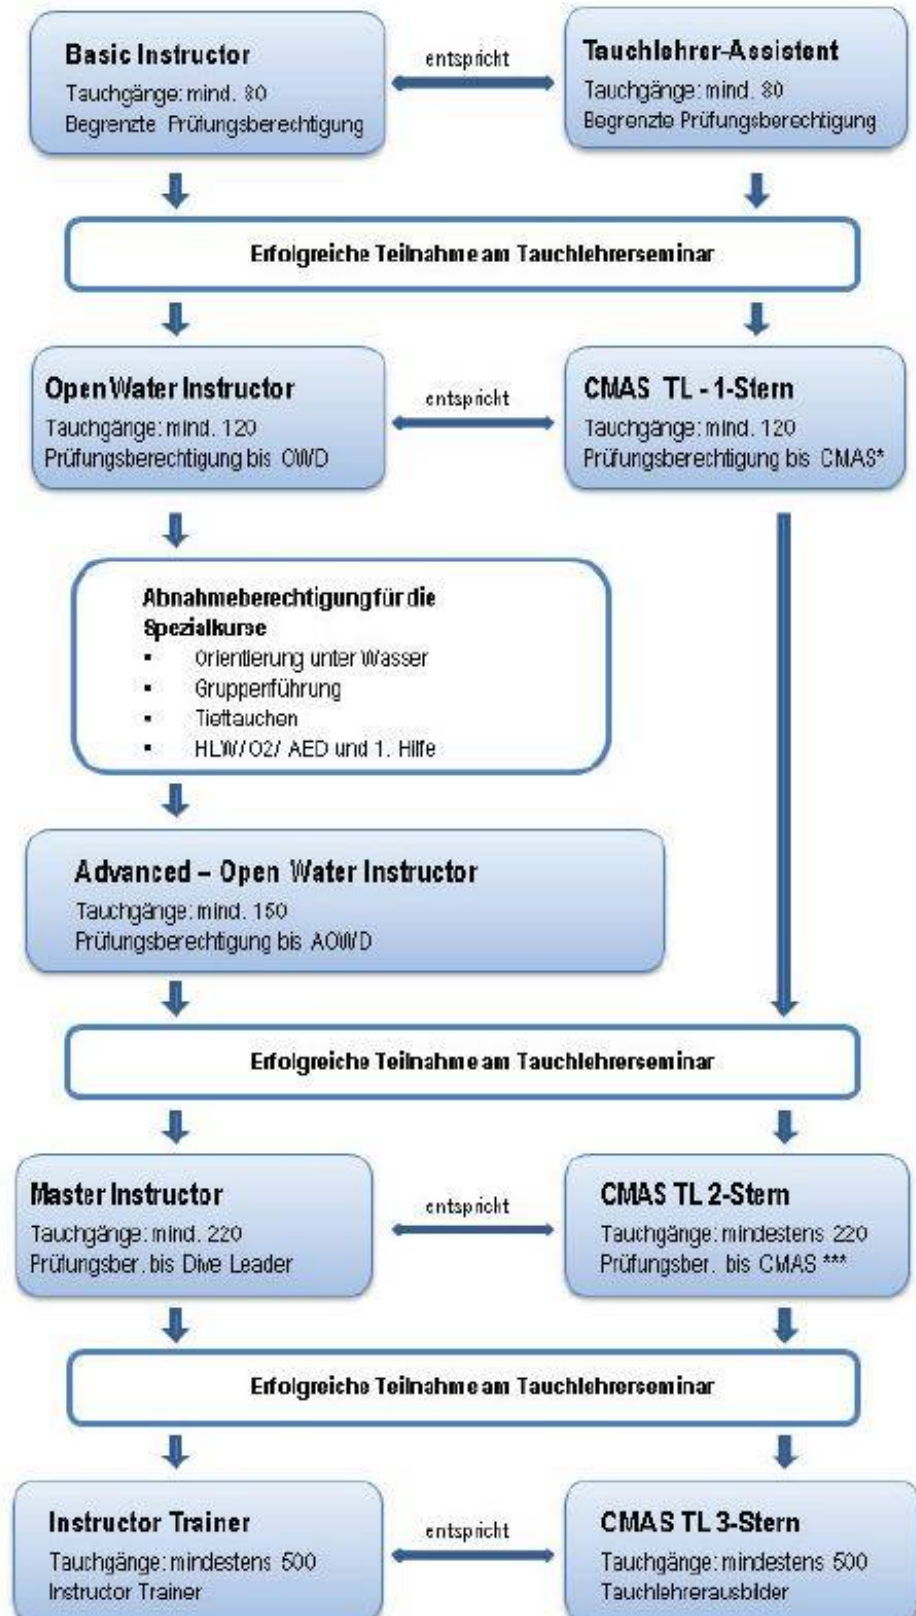 Basic Instructor
Tauchgänge: mind. 80
Begrenzte Prüfungsberechtigung
entspricht
Tauchlehrer-Assistent
Tauchgänge: mind. 80
Begrenzte Prüfungsberechtigung
Erfolgreiche Teilnahme am Tauchlehrerseminar
Open Water Instructor
Tauchgänge: mind. 120
Prüfungsberechtigung bis OWD
entspricht
CMAS TL - 1-Stern
Tauchgänge: mind. 120
Prüfungsberechtigung bis CMAS*
Abnahmeberechtigung für die
Spezialkurse
▪ Orientierung unter Wasser
▪ Gruppenführung
▪ Tieftauchen
▪ HLW/ O2/ AED und 1. Hilfe
Advanced – Open Water Instructor
Tauchgänge: mind. 150
Prüfungsberechtigung bis AOWD
Erfolgreiche Teilnahme am Tauchlehrerseminar
Master Instructor
Tauchgänge: mind. 220
Prüfungsber. bis Dive Leader
entspricht
CMAS TL 2-Stern
Tauchgänge: mindestens 220
Prüfungsber. bis CMAS ***
Erfolgreiche Teilnahme am Tauchlehrerseminar
Instructor Trainer
Tauchgänge: mindestens 500
Instructor Trainer
entspricht
CMAS TL 3-Stern
Tauchgänge: mindestens 500
Tauchlehrerausbilder